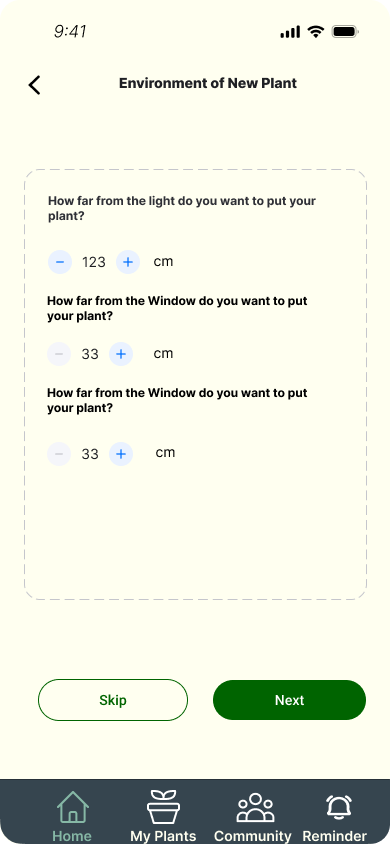 9:41
Environment of New Plant
How far from the light do you want to put your
plant?
− 123 + cm
How far from the Window do you want to put
your plant?
− 33 + cm
How far from the Window do you want to put
your plant?
− 33 + cm
Skip Next
Home My Plants Community Reminder